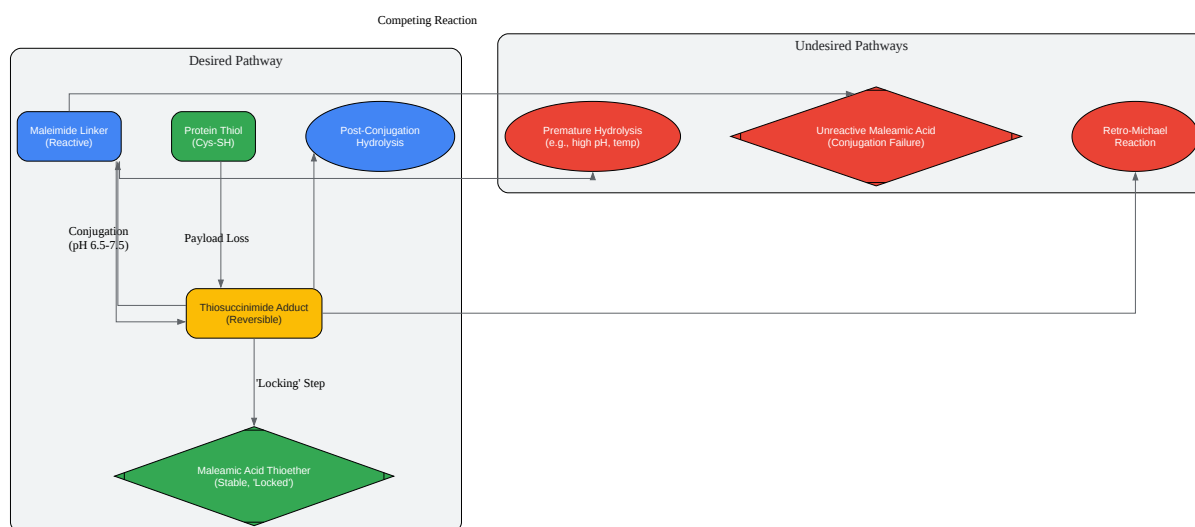 Competing Reaction
Desired Pathway
Undesired Pathways
Maleimide Linker
(Reactive)
Protein Thiol
(Cys-SH)
Post-Conjugation
Hydrolysis
Premature Hydrolysis
(e.g., high pH, temp)
Unreactive Maleamic Acid
(Conjugation Failure)
Retro-Michael
Reaction
Conjugation
(pH 6.5-7.5)
Payload Loss
Thiosuccinimide Adduct
(Reversible)
'Locking' Step
Maleamic Acid Thioether
(Stable, 'Locked')